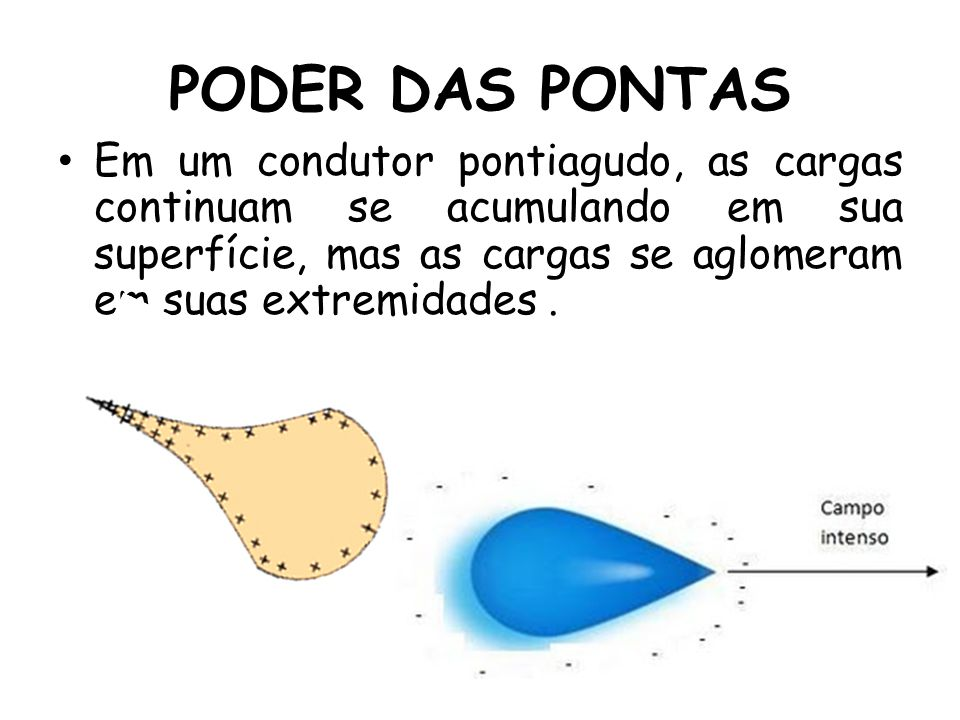 PODER DAS PONTAS
• Em um condutor pontiagudo, as cargas
continuam se acumulando em sua
superfície, mas as cargas se aglomeram
em suas extremidades .
Campo
intenso